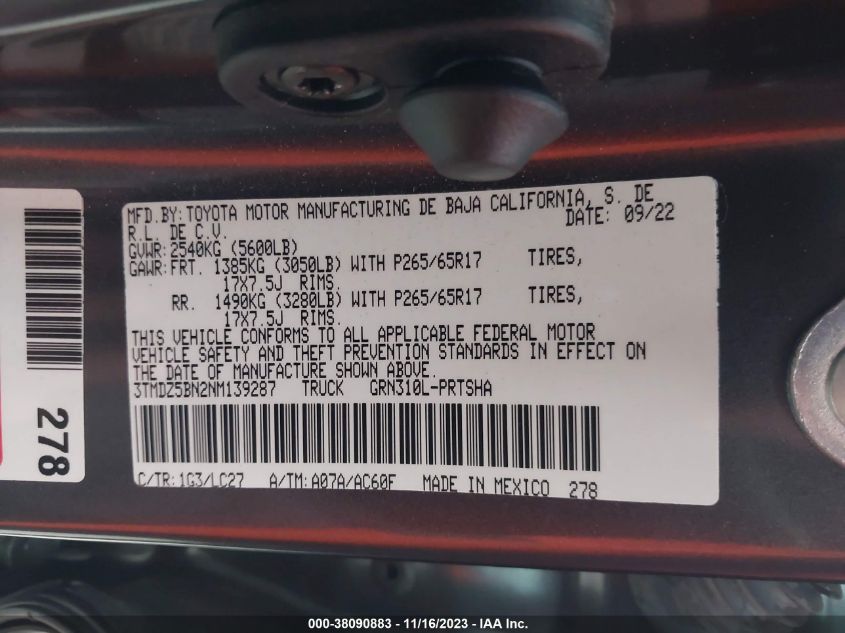 MFD.BY:TOYOTA MOTOR MANUFACTURING DE BAJA CALIFORNIA, S. DE
R.L. DE C.V. DATE: 09/22
GVWR:2540KG (5600LB)
GAWR:FRT. 1385KG (3050LB) WITH P265/65R17 TIRES,
17X7.5J RIMS.
RR. 1490KG (3280LB) WITH P265/65R17 TIRES,
17X7.5J RIMS.
THIS VEHICLE CONFORMS TO ALL APPLICABLE FEDERAL MOTOR
VEHICLE SAFETY AND THEFT PREVENTION STANDARDS IN EFFECT ON
THE DATE OF MANUFACTURE SHOWN ABOVE.
3TMDZ5BN2NM139287 TRUCK GRN310L-PRTSHA
C/TR:1G3/LC27 A/TM:A07A/AC60F MADE IN MEXICO 278
278
000-38090883 - 11/16/2023 - IAA Inc.